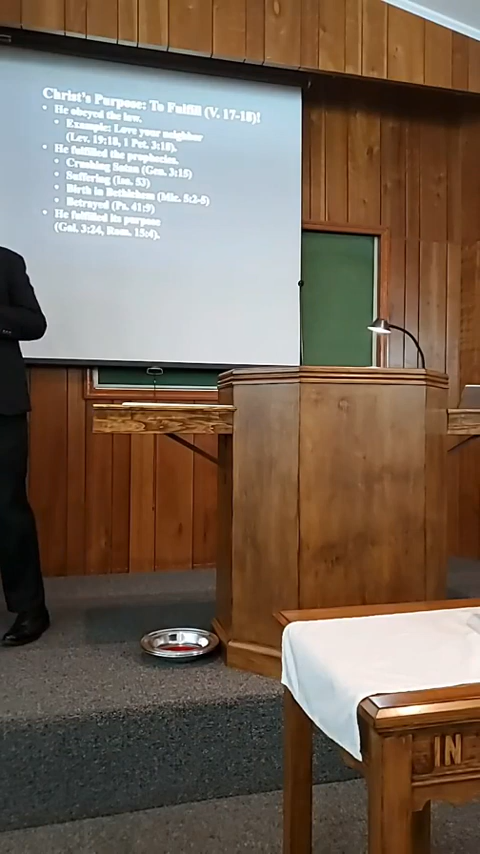 Christ's Purpose: To Fulfill (V. 17-18)!
• He obeyed the law.
• Example: Love your neighbor
(Lev. 19:18, 1 Pet. 3:18).
• He fulfilled the prophecies.
• Crushing Satan (Gen. 3:15)
• Suffering (Isa. 53)
• Birth in Bethlehem (Mic. 5:2-5)
• Betrayed (Ps. 41:9)
• He fulfilled its purpose
(Gal. 3:24, Rom. 15:4).
IN